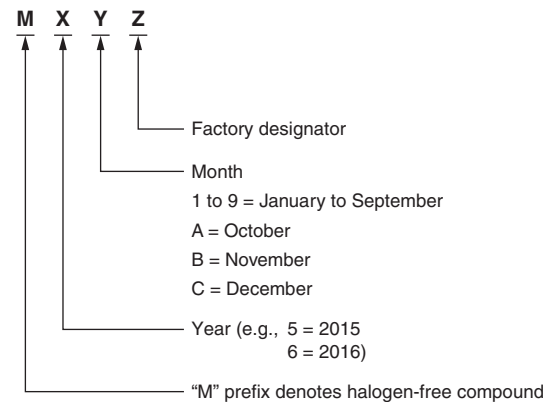 M X Y Z
Factory designator
Month
1 to 9 = January to September
A = October
B = November
C = December
Year (e.g., 5 = 2015
6 = 2016)
“M” prefix denotes halogen-free compound